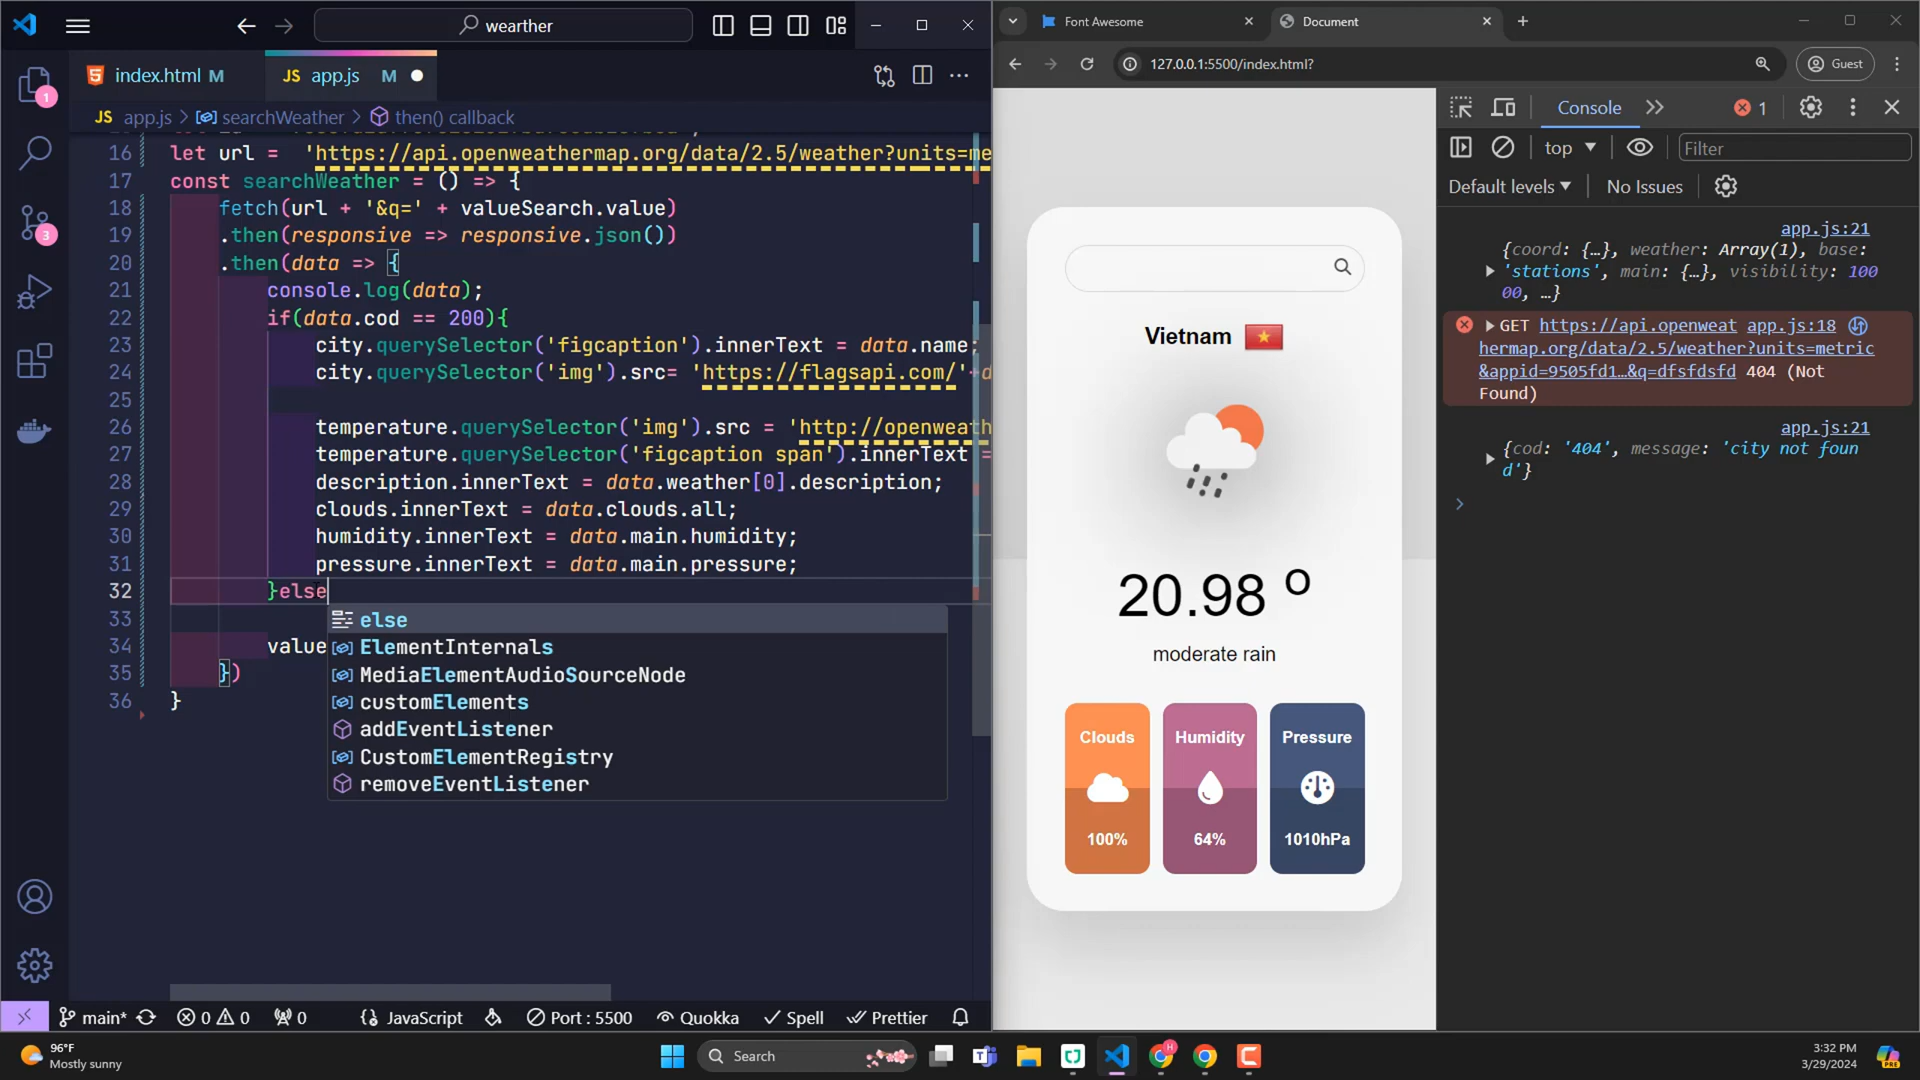 wearther
index.html M
JS app.js M
JS app.js > searchWeather > then() callback
16 let url = 'https://api.openweathermap.org/data/2.5/weather?units=me
17 const searchWeather = () => {
18 fetch(url + '&q=' + valueSearch.value)
19 .then(responsive => responsive.json())
20 .then(data => {
21 console.log(data);
22 if(data.cod == 200){
23 city.querySelector('figcaption').innerText = data.name;
24 city.querySelector('img').src= 'https://flagsapi.com/'+d
25
26 temperature.querySelector('img').src = 'http://openweath
27 temperature.querySelector('figcaption span').innerText =
28 description.innerText = data.weather[0].description;
29 clouds.innerText = data.clouds.all;
30 humidity.innerText = data.main.humidity;
31 pressure.innerText = data.main.pressure;
32 }else
33
34 value
35 })
36 }
else
ElementInternals
MediaElementAudioSourceNode
customElements
addEventListener
CustomElementRegistry
removeEventListener
1
3
main* 0 0 0 JavaScript Port : 5500 Quokka Spell Prettier
Font Awesome
Document
127.0.0.1:5500/index.html?
Guest
Vietnam
20.98 o
moderate rain
Clouds
100%
Humidity
64%
Pressure
1010hPa
Console
1
top
Filter
Default levels
No Issues
app.js:21
{coord: {…}, weather: Array(1), base:
'stations', main: {…}, visibility: 100
00, …}
GET https://api.openweat app.js:18
hermap.org/data/2.5/weather?units=metric
&appid=9505fd1…&q=dfsfdsfd 404 (Not
Found)
app.js:21
{cod: '404', message: 'city not foun
d'}
96°F
Mostly sunny
Search
H
PRE
3:32 PM
3/29/2024